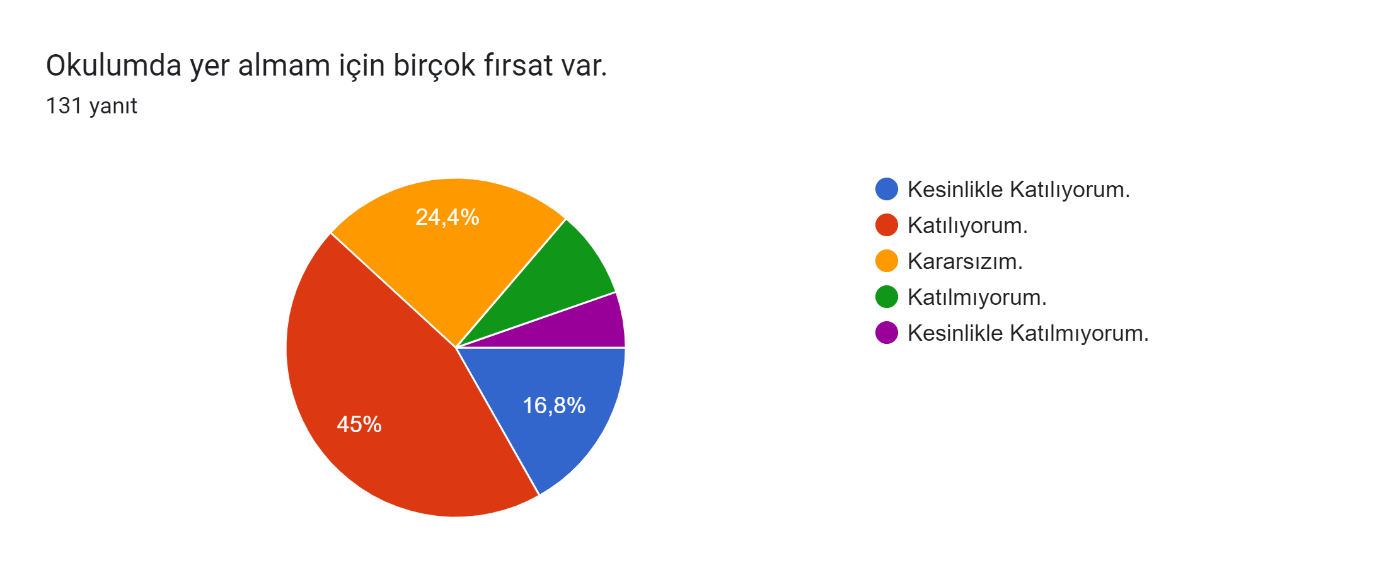 Okulumda yer almam için birçok fırsat var.
131 yanıt
24,4%
45%
16,8%
Kesinlikle Katılıyorum.
Katılıyorum.
Kararsızım.
Katılmıyorum.
Kesinlikle Katılmıyorum.